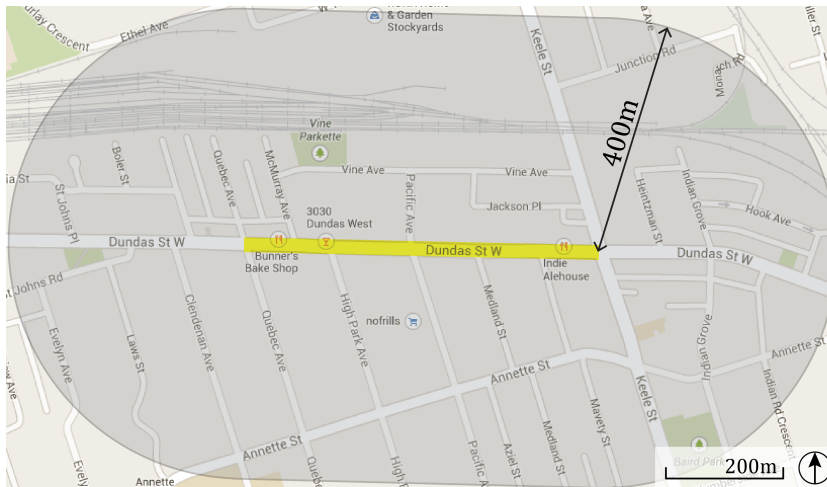 & Garden
Stockyards
Ethel Ave
Keele St
Junction Rd
400m
Vine
Parkette
Boler St
Quebec Ave
McMurray Ave
Vine Ave
Vine Ave
Pacific Ave
Jackson Pl
Heintzman St
Indian Grove
Hook Ave
St Johns Pl
3030
Dundas West
Dundas St W
Dundas St W
Dundas St W
Bunner's
Bake Shop
Indie
Alehouse
St Johns Rd
Evelyn Ave
Laws St
Clendenan Ave
Quebec Ave
High Park Ave
nofrills
Medland St
Indian Grove
Annette St
Annette St
Annette St
Keele St
Mavety St
Medland St
Aziel St
Indian Rd Crescent
Baird Park
Annette
200m